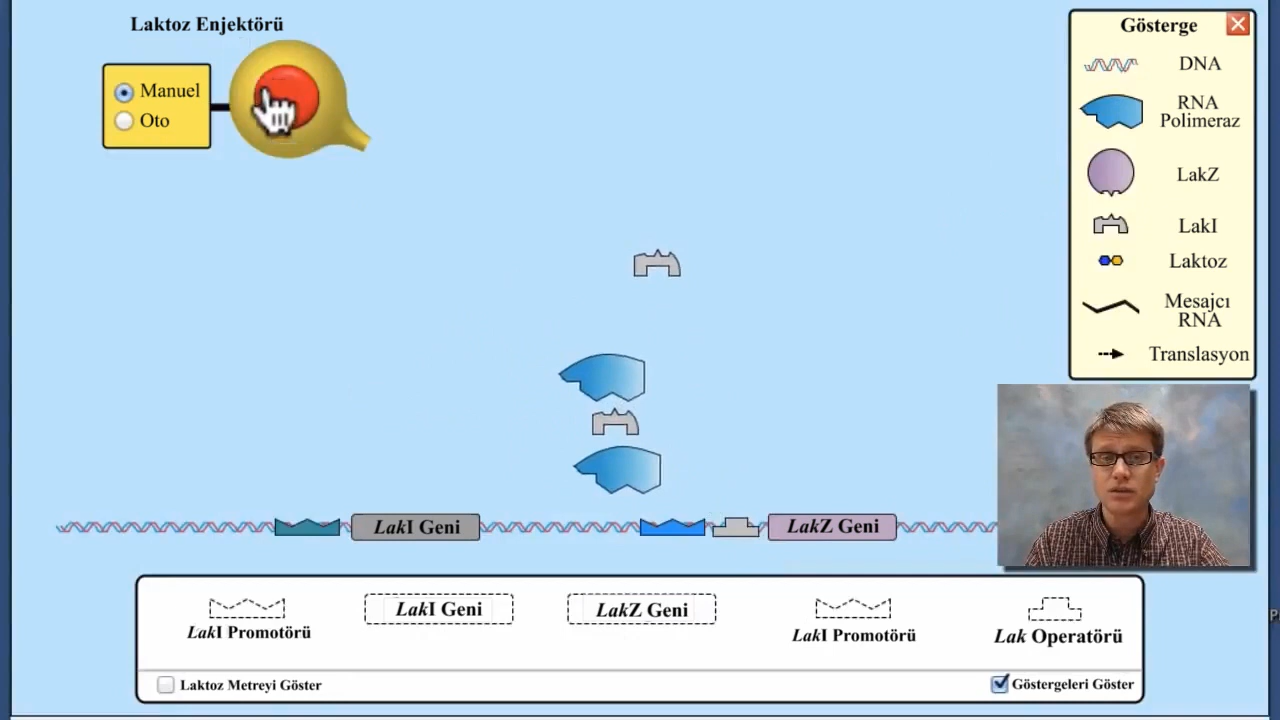 Laktoz Enjektörü
Manuel
Oto
Gösterge
DNA
RNA
Polimeraz
LakZ
LakI
Laktoz
Mesajcı
RNA
Translasyon
LakI Geni
LakZ Geni
LakI Geni
LakZ Geni
LakI Promotörü
LakI Promotörü
Lak Operatörü
Laktoz Metreyi Göster
Göstergeleri Göster